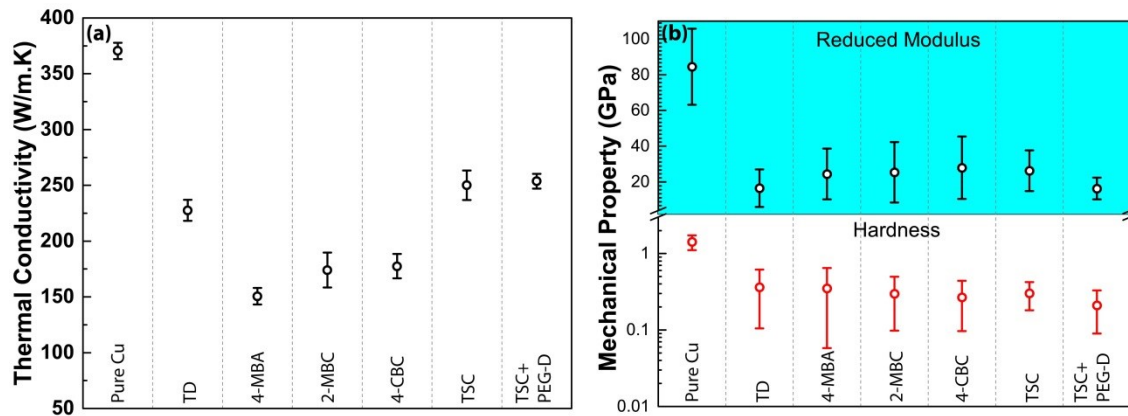 (a)
Thermal Conductivity (W/m.K)
400
350
300
250
200
150
100
50
Pure Cu
TD
4-MBA
2-MBC
4-CBC
TSC
TSC+
PEG-D
(b)
Reduced Modulus
Mechanical Property (GPa)
100
80
60
40
20
Hardness
1
0.1
0.01
Pure Cu
TD
4-MBA
2-MBC
4-CBC
TSC
TSC+
PEG-D